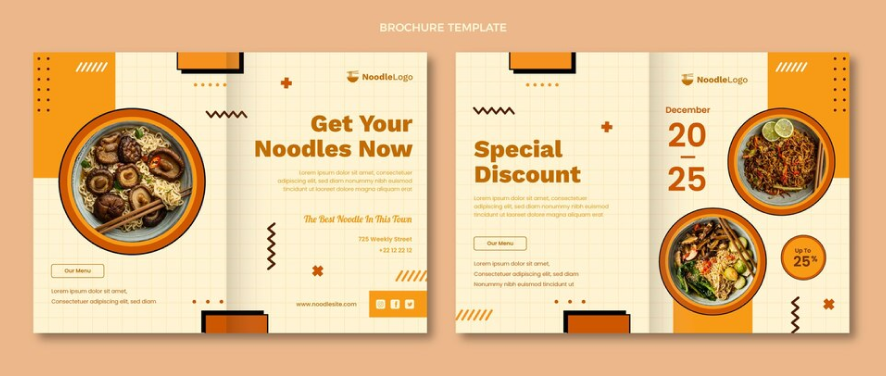 BROCHURE TEMPLATE
Our Menu
Lorem ipsum dolor sit amet,
Consectetuer adipiscing elit, sed diam
NoodleLogo
Get Your
Noodles Now
Lorem ipsum dolor sit amet, consectetuer
adipiscing elit, sed diam nonummy nibh euismod
tincidunt ut laoreet dolore magna aliquam erat
The Best Noodle In This Town
725 Weekly Street
+22 12 22 12
www.noodlesite.com
Special
Discount
Lorem ipsum dolor sit amet, consectetuer
adipiscing elit, sed diam nonummy nibh euismod
tincidunt ut laoreet dolore magna aliquam erat
Our Menu
Lorem ipsum dolor sit amet,
Consectetuer adipiscing elit, sed diam
Nonummy nibh euismod tincidunt ut
NoodleLogo
December
20
25
Up To
25%